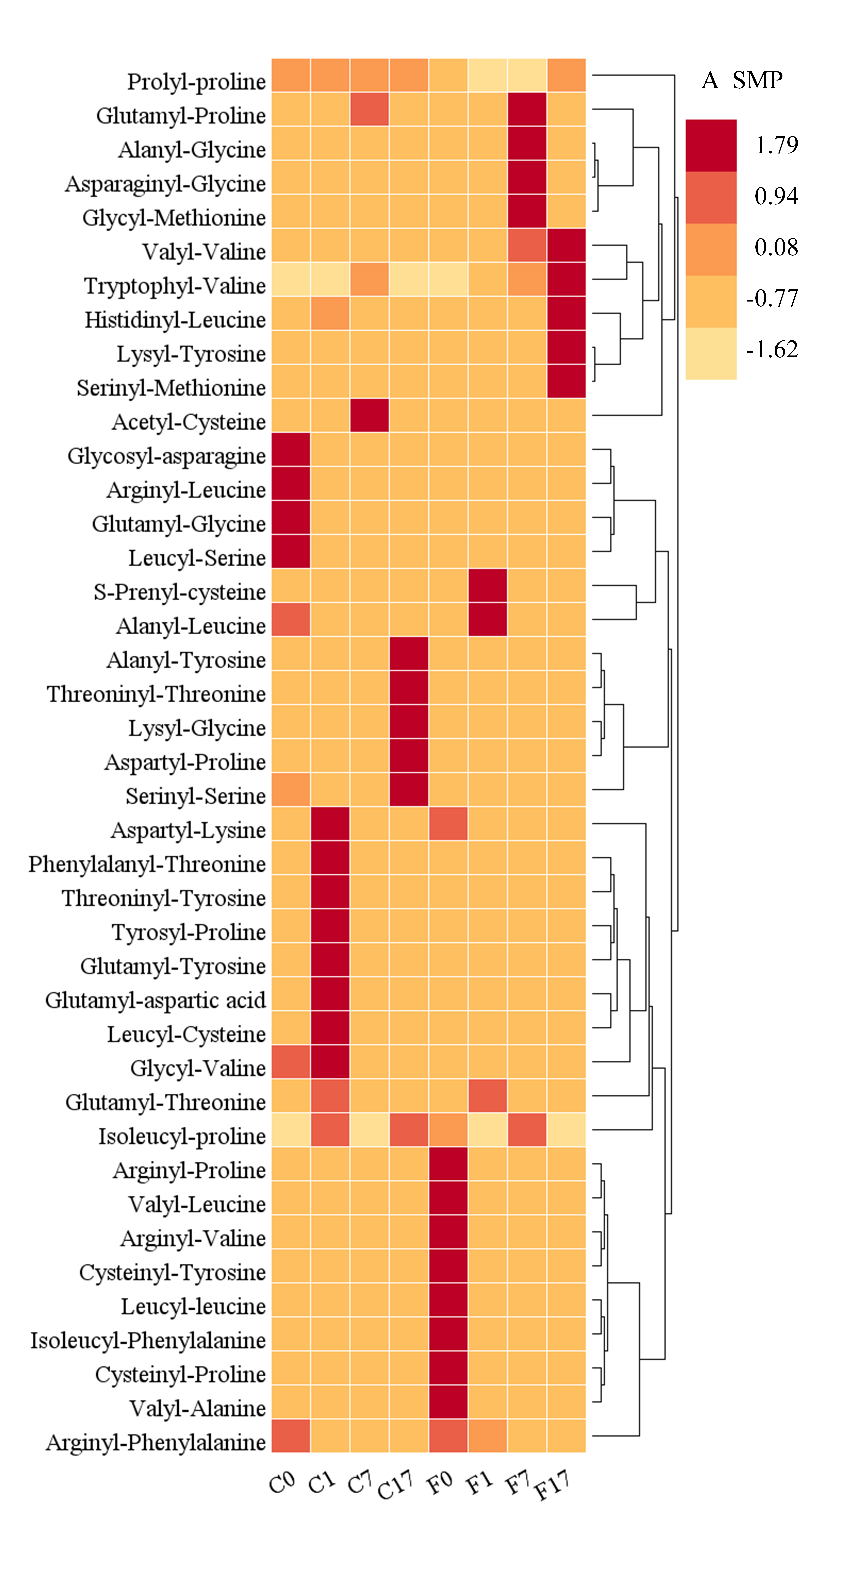 A SMP
1.79
0.94
0.08
-0.77
-1.62
Prolyl-proline
Glutamyl-Proline
Alanyl-Glycine
Asparaginyl-Glycine
Glycyl-Methionine
Valyl-Valine
Tryptophyl-Valine
Histidinyl-Leucine
Lysyl-Tyrosine
Serinyl-Methionine
Acetyl-Cysteine
Glycosyl-asparagine
Arginyl-Leucine
Glutamyl-Glycine
Leucyl-Serine
S-Prenyl-cysteine
Alanyl-Leucine
Alanyl-Tyrosine
Threoninyl-Threonine
Lysyl-Glycine
Aspartyl-Proline
Serinyl-Serine
Aspartyl-Lysine
Phenylalanyl-Threonine
Threoninyl-Tyrosine
Tyrosyl-Proline
Glutamyl-Tyrosine
Glutamyl-aspartic acid
Leucyl-Cysteine
Glycyl-Valine
Glutamyl-Threonine
Isoleucyl-proline
Arginyl-Proline
Valyl-Leucine
Arginyl-Valine
Cysteinyl-Tyrosine
Leucyl-leucine
Isoleucyl-Phenylalanine
Cysteinyl-Proline
Valyl-Alanine
Arginyl-Phenylalanine
C0 C1 C7 C17 F0 F1 F7 F17